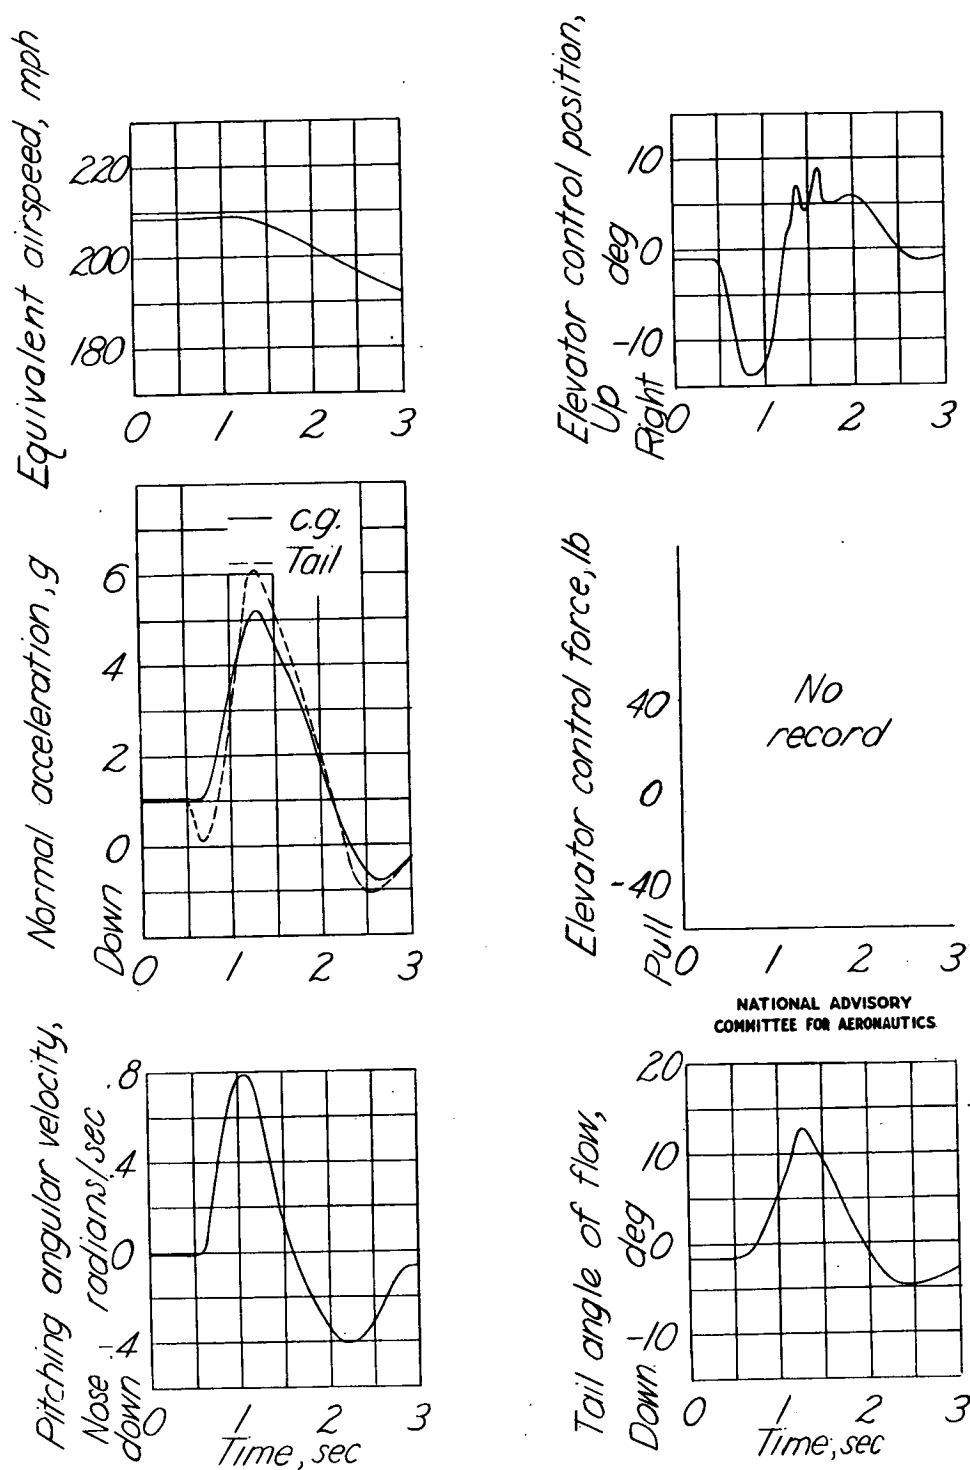 Equivalent airspeed, mph
220
200
180
0 1 2 3
Elevator control position,
deg
Up
Right
10
0
-10
0 1 2 3
Normal acceleration, g
Down
6
4
2
0
c.g.
Tail
0 1 2 3
Elevator control force, lb
Pull
40
0
-40
No
record
0 1 2 3
NATIONAL ADVISORY
COMMITTEE FOR AERONAUTICS
Pitching angular velocity,
radians/sec
Nose
down
.8
.4
0
-.4
0 1 2 3
Time, sec
Tail angle of flow,
deg
Down
20
10
0
-10
0 1 2 3
Time, sec